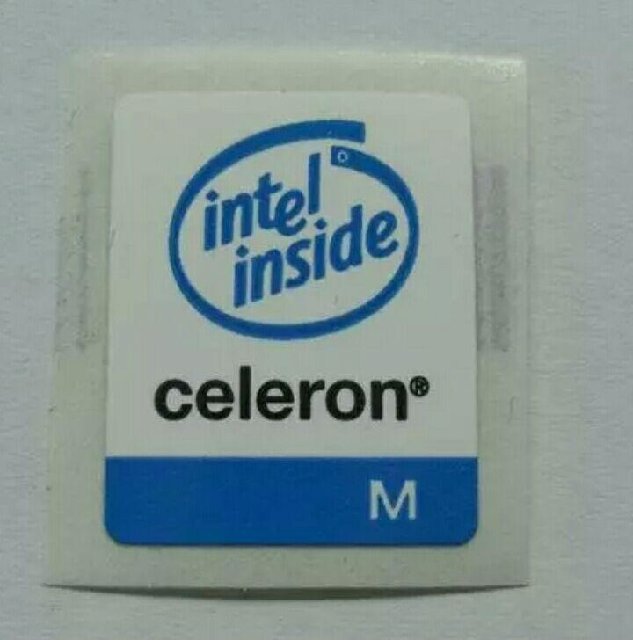 intel
inside
celeron®
M